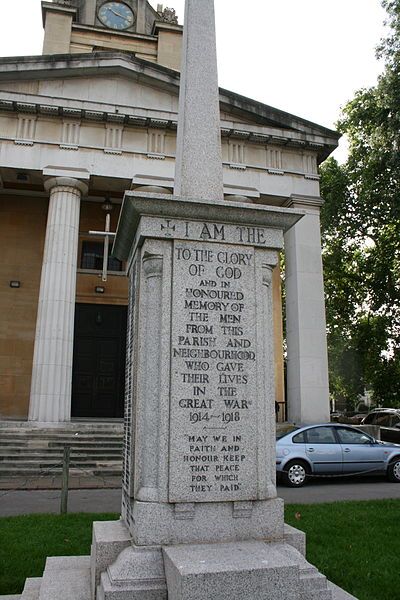 ✠ I AM THE
TO THE GLORY
OF GOD
AND IN
HONOURED
MEMORY OF
THE MEN
FROM THIS
PARISH AND
NEIGHBOURHOOD,
WHO GAVE
THEIR LIVES
IN THE
GREAT WAR
1914-1918
MAY WE IN
FAITH AND
HONOUR KEEP
THAT PEACE
FOR WHICH
THEY PAID.